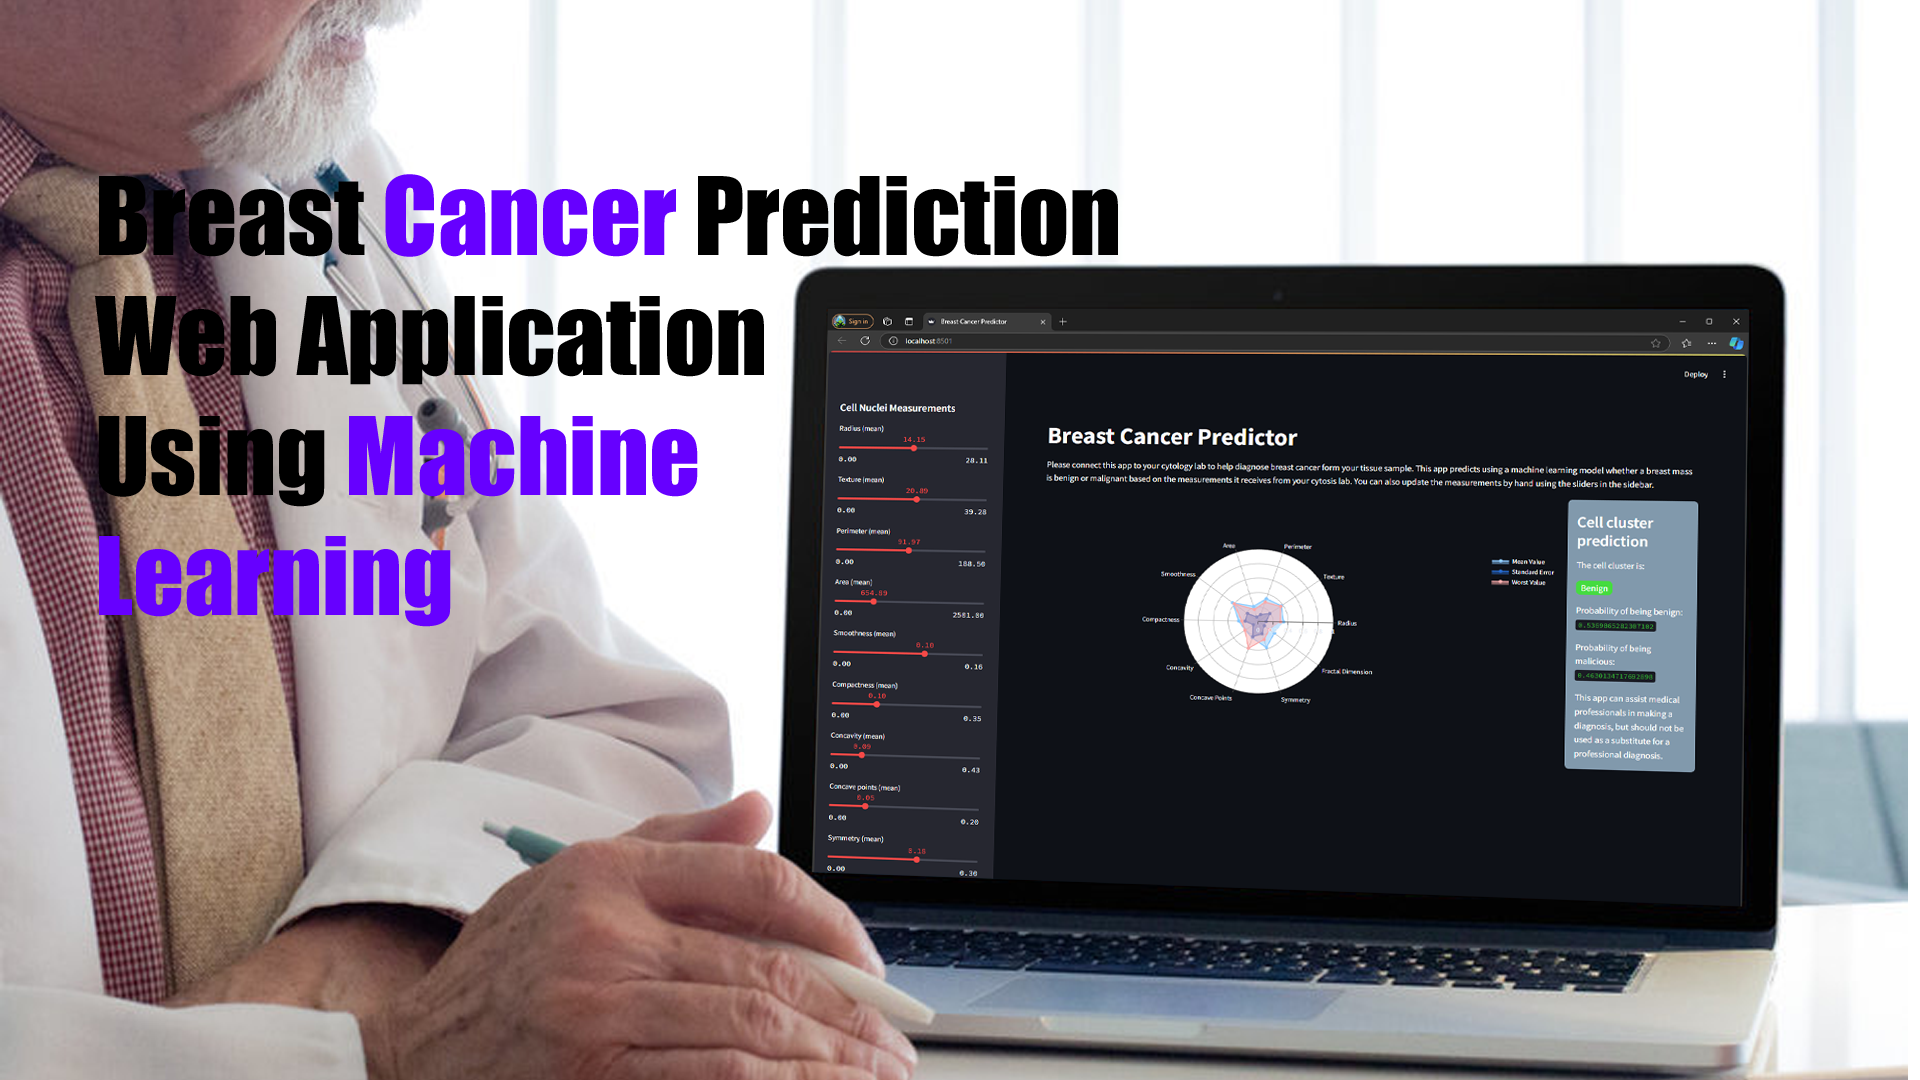 Breast Cancer Prediction
Web Application
Using Machine
Learning
Sign in
Breast Cancer Predictor
localhost:8501
Deploy
Cell Nuclei Measurements
Radius (mean)
14.15
0.00 28.11
Texture (mean)
20.89
0.00 39.28
Perimeter (mean)
91.97
0.00 188.50
Area (mean)
654.89
0.00 2581.00
Smoothness (mean)
0.10
0.00 0.16
Compactness (mean)
0.10
0.00 0.35
Concavity (mean)
0.09
0.00 0.43
Concave points (mean)
0.05
0.00 0.20
Symmetry (mean)
0.18
0.00 0.30
Breast Cancer Predictor
Please connect this app to your cytology lab to help diagnose breast cancer form your tissue sample. This app predicts using a machine learning model whether a breast mass
is benign or malignant based on the measurements it receives from your cytosis lab. You can also update the measurements by hand using the sliders in the sidebar.
Area
Perimeter
Smoothness
Texture
Compactness
Radius
Concavity
Fractal Dimension
Concave Points
Symmetry
Mean Value
Standard Error
Worst Value
Cell cluster
prediction
The cell cluster is:
Benign
Probability of being benign:
Probability of being
malicious:
This app can assist medical
professionals in making a
diagnosis, but should not be
used as a substitute for a
professional diagnosis.